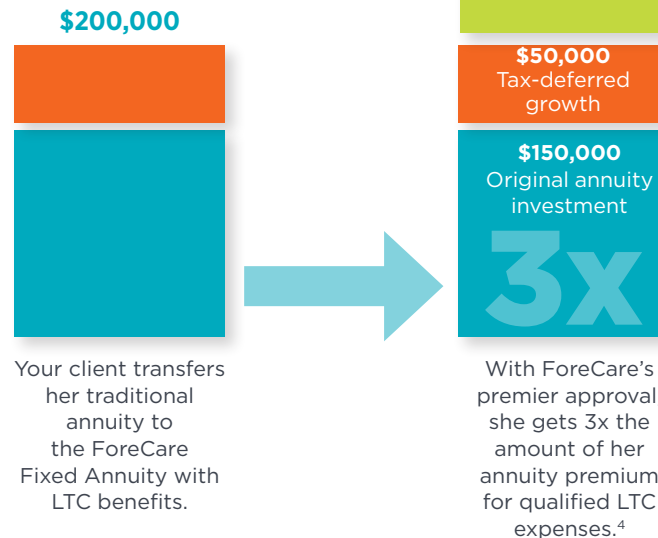 $200,000
$50,000
Tax-deferred
growth
$150,000
Original annuity
investment
3x
Your client transfers
her traditional
annuity to
the ForeCare
Fixed Annuity with
LTC benefits.
With ForeCare’s
premier approval
she gets 3x the
amount of her
annuity premium
for qualified LTC
expenses.⁴